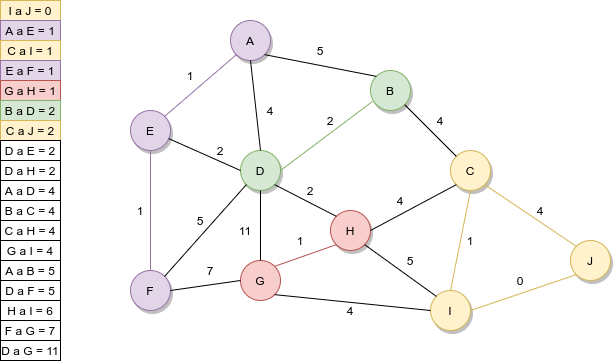 I a J = 0
A a E = 1
C a I = 1
E a F = 1
G a H = 1
B a D = 2
C a J = 2
D a E = 2
D a H = 2
A a D = 4
B a C = 4
C a H = 4
G a I = 4
A a B = 5
D a F = 5
H a I = 6
F a G = 7
D a G = 11
A
5
1
B
4
2
4
E
2
D
C
2
1
5
11
4
4
H
1
1
5
J
7
F
G
0
4
I